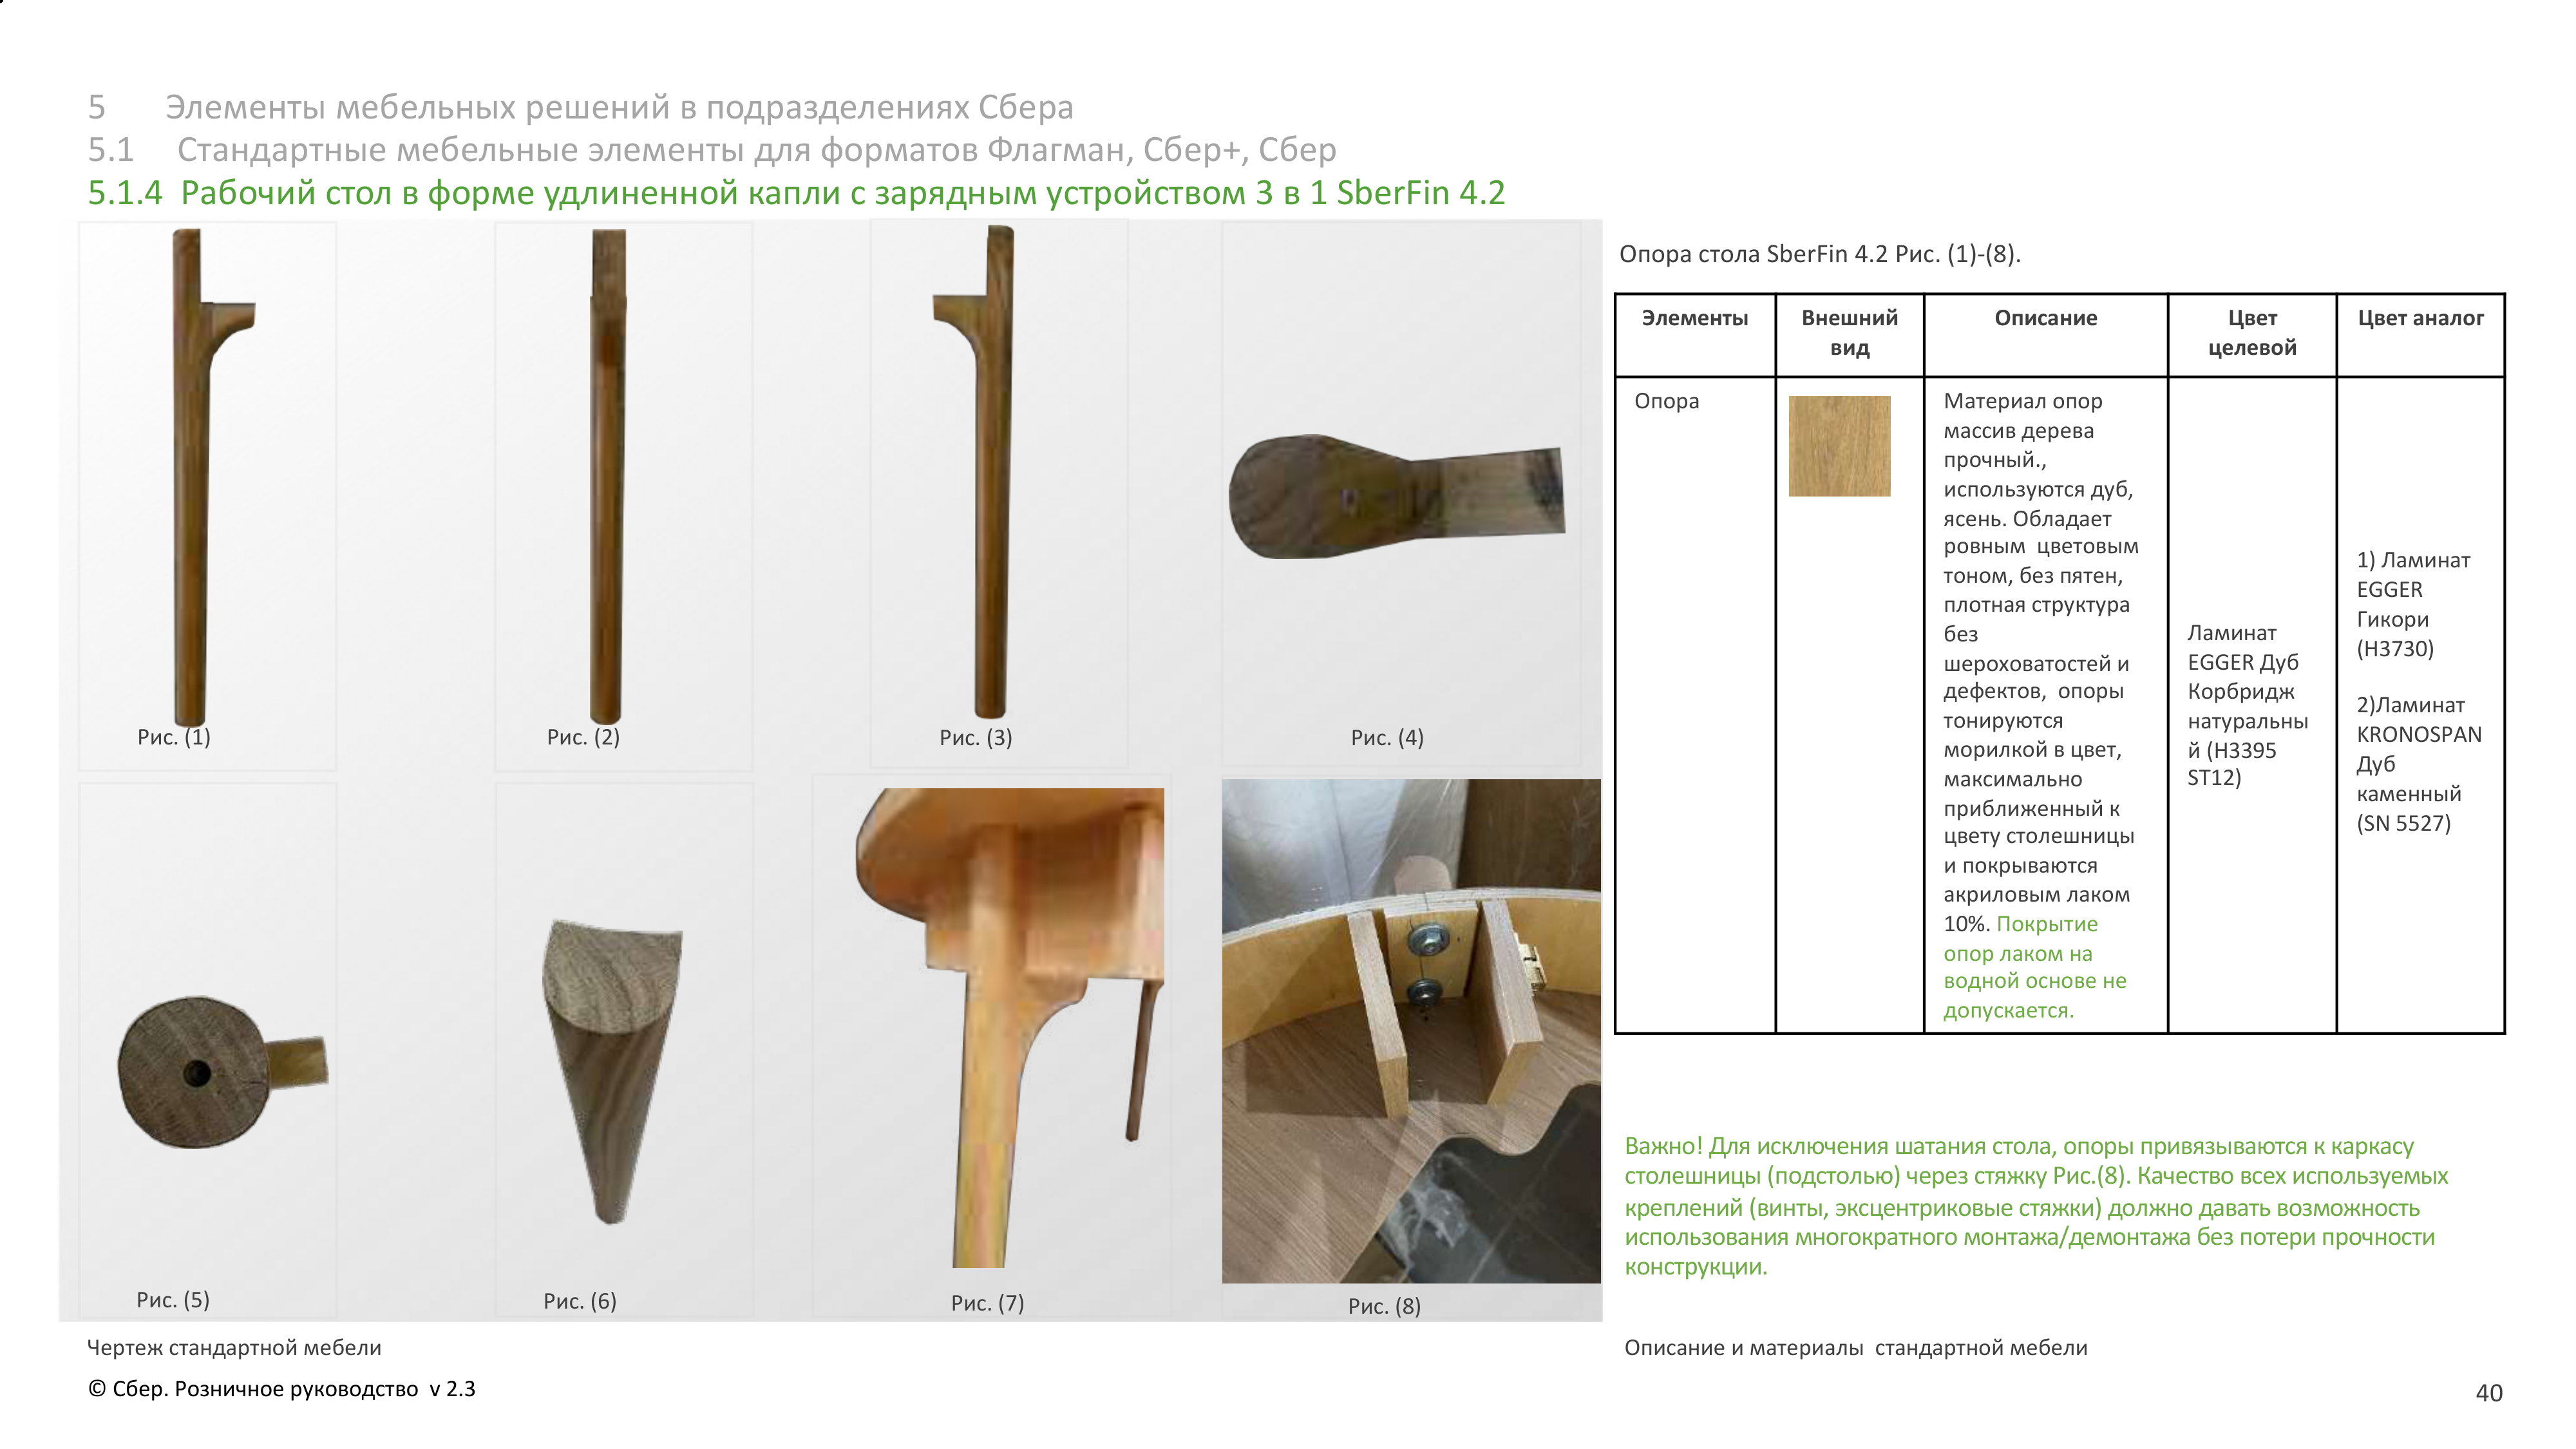 5 Элементы мебельных решений в подразделениях Сбера
5.1 Стандартные мебельные элементы для форматов Флагман, Сбер+, Сбер
5.1.4 Рабочий стол в форме удлиненной капли с зарядным устройством 3 в 1 SberFin 4.2
Рис. (1)
Рис. (2)
Рис. (3)
Рис. (4)
Рис. (5)
Рис. (6)
Рис. (7)
Рис. (8)
Чертеж стандартной мебели
Опора стола SberFin 4.2 Рис. (1)-(8).
Элементы
Внешний
вид
Описание
Цвет
целевой
Цвет аналог
Опора
Материал опор
массив дерева
прочный.,
используются дуб,
ясень. Обладает
ровным цветовым
тоном, без пятен,
плотная структура
без
шероховатостей и
дефектов, опоры
тонируются
морилкой в цвет,
максимально
приближенный к
цвету столешницы
и покрываются
акриловым лаком
10%. Покрытие
опор лаком на
водной основе не
допускается.
Ламинат
EGGER Дуб
Корбридж
натуральны
й (H3395
ST12)
1) Ламинат
EGGER
Гикори
(H3730)
2)Ламинат
KRONOSPAN
Дуб
каменный
(SN 5527)
Важно! Для исключения шатания стола, опоры привязываются к каркасу
столешницы (подстолью) через стяжку Рис.(8). Качество всех используемых
креплений (винты, эксцентриковые стяжки) должно давать возможность
использования многократного монтажа/демонтажа без потери прочности
конструкции.
Описание и материалы стандартной мебели
© Сбер. Розничное руководство v 2.3
40